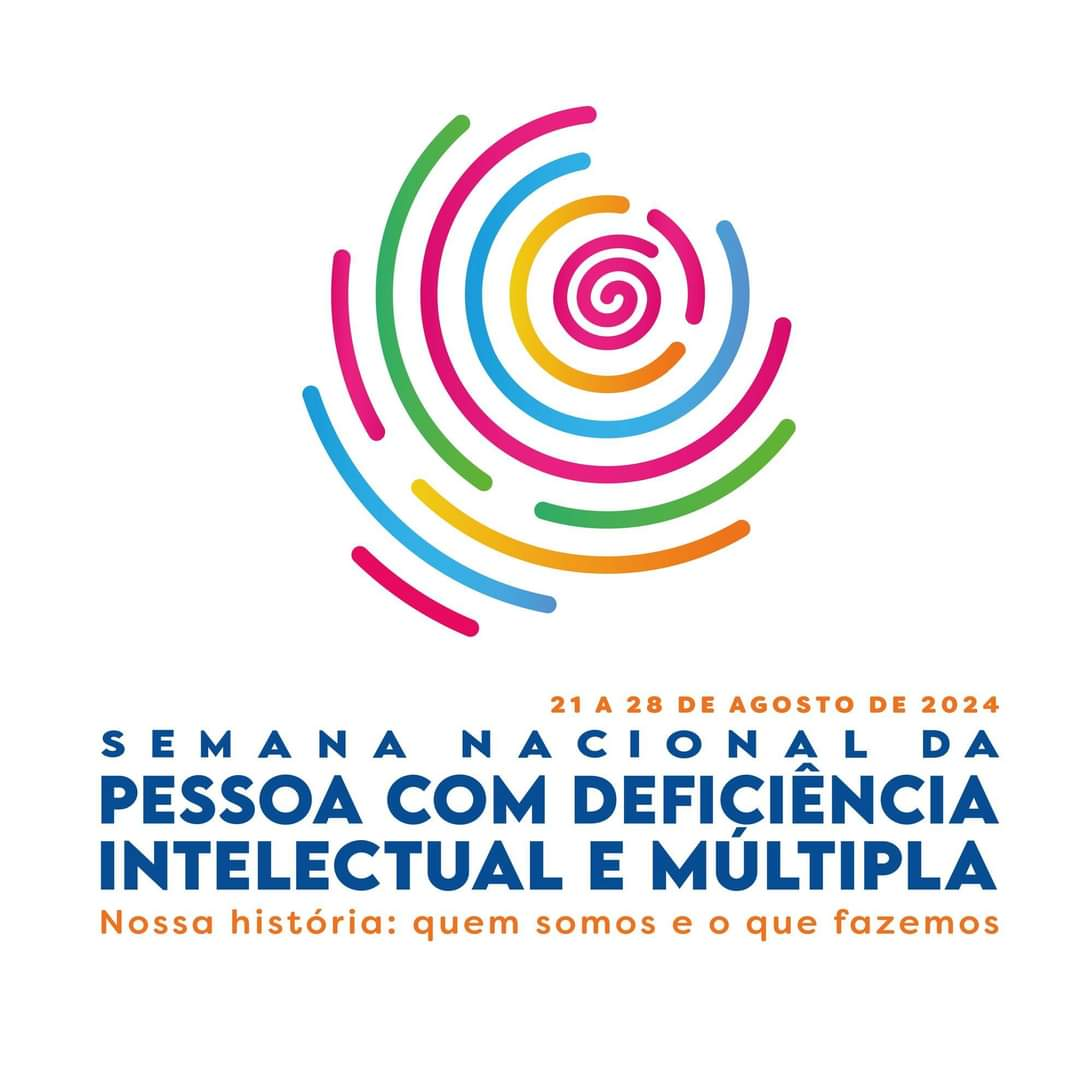 21 A 28 DE AGOSTO DE 2024
SEMANA NACIONAL DA
PESSOA COM DEFICIÊNCIA
INTELECTUAL E MÚLTIPLA
Nossa história: quem somos e o que fazemos